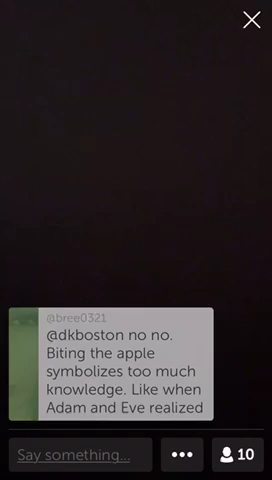 @bree0321
@dkboston no no.
Biting the apple
symbolizes too much
knowledge. Like when
Adam and Eve realized
Say something...
10